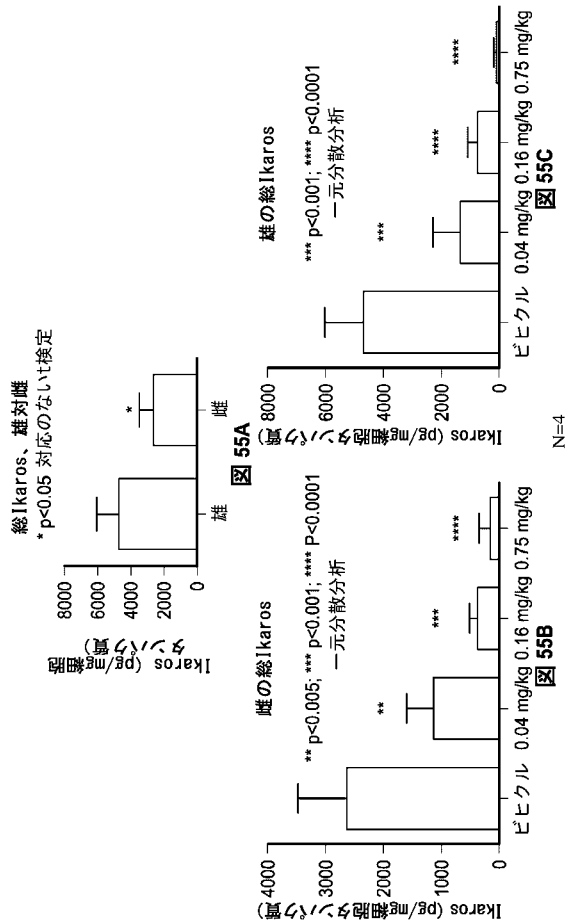 総Ikaros、雄対雌
* p<0.05 対応のないt検定
Ikaros (pg/mg細胞
タンパク質)
8000
6000
4000
2000
0
*
雄
雌
図 55A
雌の総Ikaros
** p<0.005; *** p<0.001; **** P<0.0001
一元分散分析
Ikaros (pg/mg細胞タンパク質)
4000
3000
2000
1000
0
**
***
****
ビヒクル 0.04 mg/kg 0.16 mg/kg 0.75 mg/kg
図 55B
雄の総Ikaros
*** p<0.001; **** p<0.0001
一元分散分析
Ikaros (pg/mg細胞タンパク質)
8000
6000
4000
2000
0
***
****
****
ビヒクル 0.04 mg/kg 0.16 mg/kg 0.75 mg/kg
図 55C
N=4